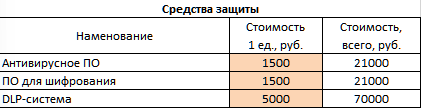 Средства защиты
Наименование Стоимость 1 ед., руб. Стоимость, всего, руб.
Антивирусное ПО 1500 21000
ПО для шифрования 1500 21000
DLP-система 5000 70000